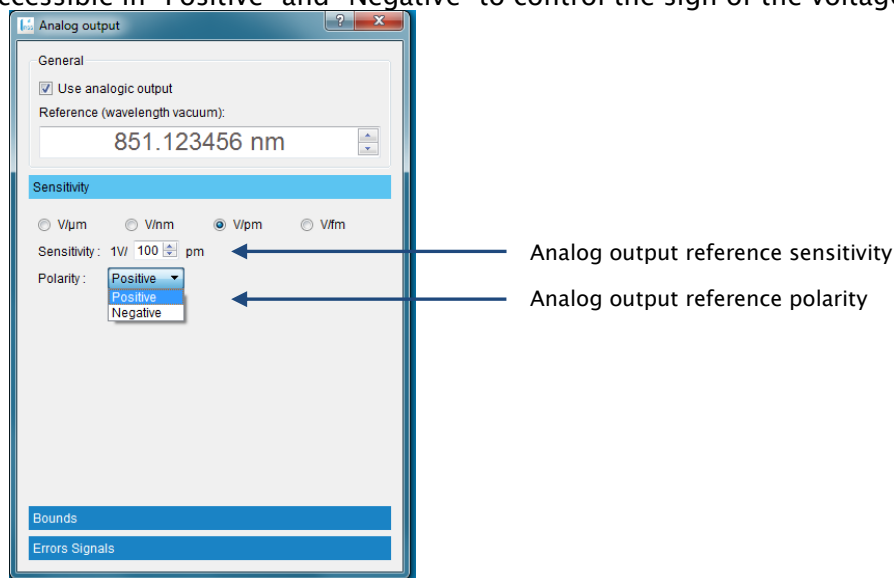 ccessible in "Positive" and "Negative" to control the sign of the voltage
Analog output
General
Use analogic output
Reference (wavelength vacuum):
851.123456 nm
Sensitivity
V/µm V/nm V/pm V/fm
Sensitivity : 1V/ 100 pm
Analog output reference sensitivity
Polarity : Positive
Positive
Negative
Analog output reference polarity
Bounds
Errors Signals